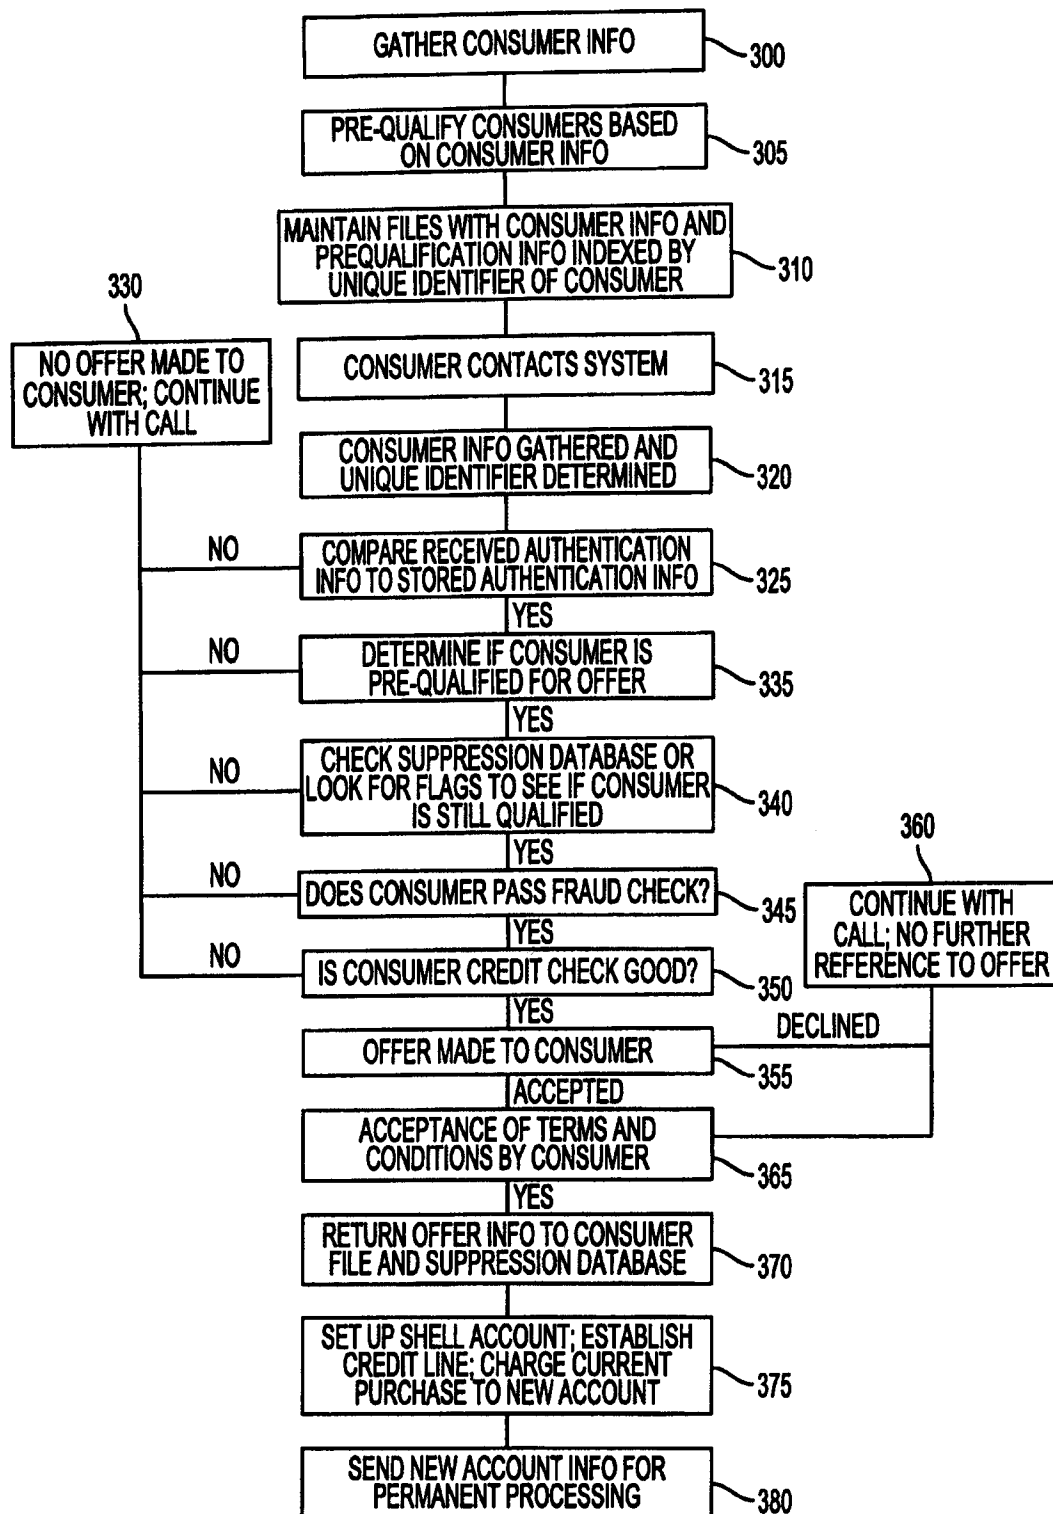 GATHER CONSUMER INFO
300
PRE-QUALIFY CONSUMERS BASED
ON CONSUMER INFO
305
MAINTAIN FILES WITH CONSUMER INFO AND
PREQUALIFICATION INFO INDEXED BY
UNIQUE IDENTIFIER OF CONSUMER
310
330
NO OFFER MADE TO
CONSUMER; CONTINUE
WITH CALL
CONSUMER CONTACTS SYSTEM
315
CONSUMER INFO GATHERED AND
UNIQUE IDENTIFIER DETERMINED
320
NO
COMPARE RECEIVED AUTHENTICATION
INFO TO STORED AUTHENTICATION INFO
325
YES
NO
DETERMINE IF CONSUMER IS
PRE-QUALIFIED FOR OFFER
335
YES
NO
CHECK SUPPRESSION DATABASE OR
LOOK FOR FLAGS TO SEE IF CONSUMER
IS STILL QUALIFIED
340
YES
NO
DOES CONSUMER PASS FRAUD CHECK?
345
YES
NO
IS CONSUMER CREDIT CHECK GOOD?
350
YES
360
CONTINUE WITH
CALL; NO FURTHER
REFERENCE TO OFFER
OFFER MADE TO CONSUMER
355
DECLINED
ACCEPTED
ACCEPTANCE OF TERMS AND
CONDITIONS BY CONSUMER
365
YES
RETURN OFFER INFO TO CONSUMER
FILE AND SUPPRESSION DATABASE
370
SET UP SHELL ACCOUNT; ESTABLISH
CREDIT LINE; CHARGE CURRENT
PURCHASE TO NEW ACCOUNT
375
SEND NEW ACCOUNT INFO FOR
PERMANENT PROCESSING
380